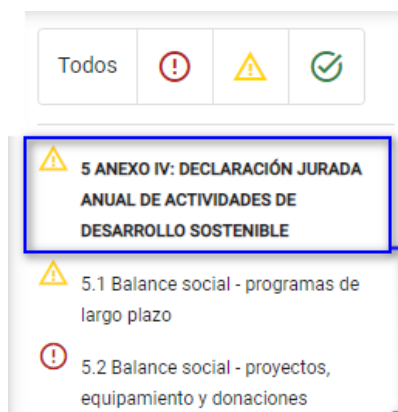 Todos
5 ANEXO IV: DECLARACIÓN JURADA
ANUAL DE ACTIVIDADES DE
DESARROLLO SOSTENIBLE
5.1 Balance social - programas de
largo plazo
5.2 Balance social - proyectos,
equipamiento y donaciones